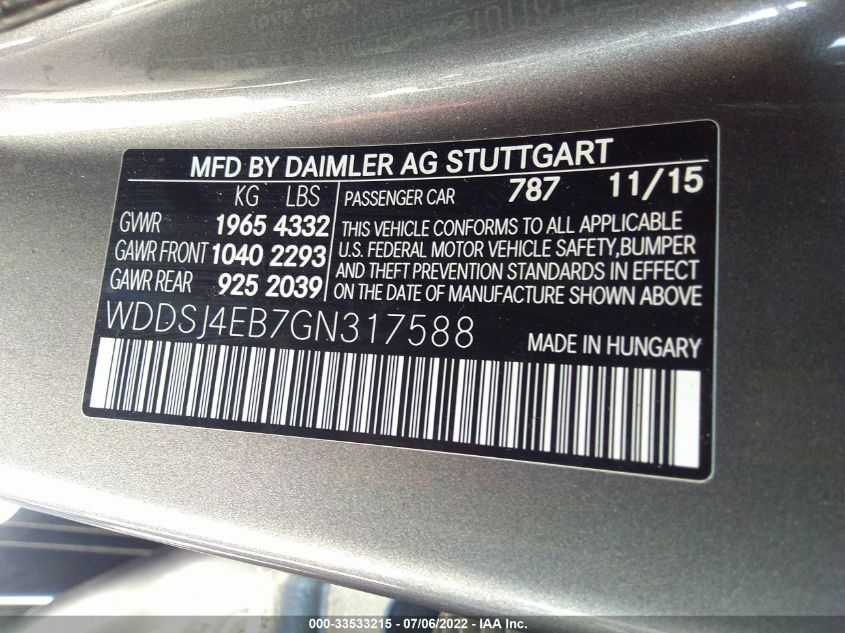 MFD BY DAIMLER AG STUTTGART
KG LBS
GVWR 1965 4332
GAWR FRONT 1040 2293
GAWR REAR 925 2039
PASSENGER CAR 787 11/15
THIS VEHICLE CONFORMS TO ALL APPLICABLE
U.S. FEDERAL MOTOR VEHICLE SAFETY,BUMPER
AND THEFT PREVENTION STANDARDS IN EFFECT
ON THE DATE OF MANUFACTURE SHOWN ABOVE
WDDSJ4EB7GN317588
MADE IN HUNGARY
000-33533215 - 07/06/2022 - IAA Inc.